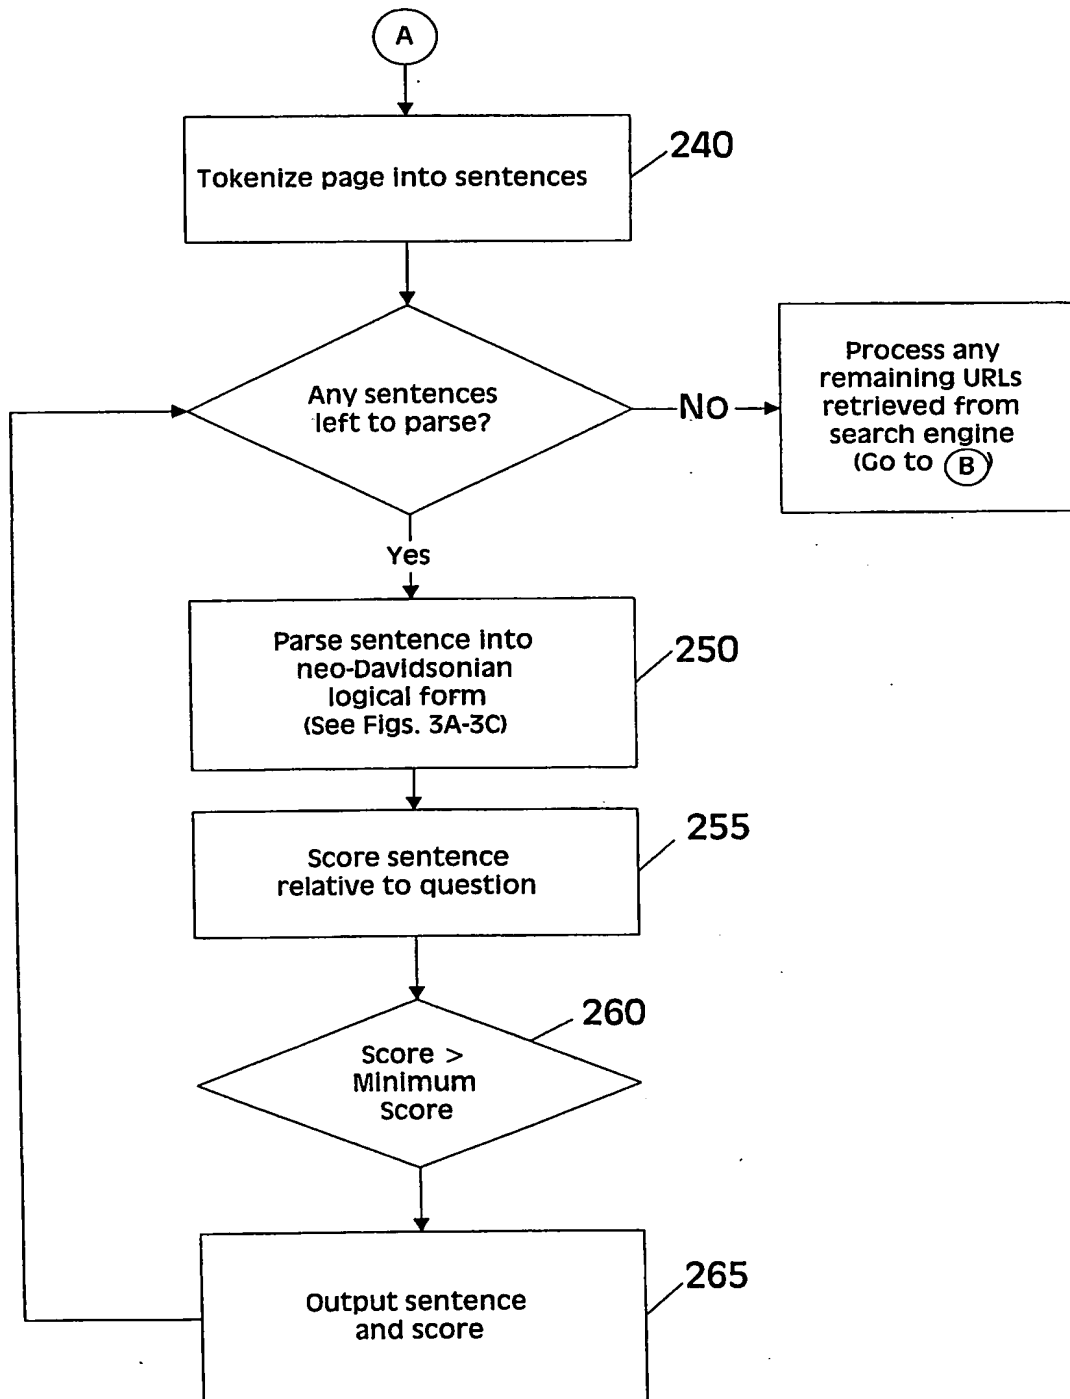 A
Tokenize page into sentences
240
Any sentences
left to parse?
No
Process any
remaining URLs
retrieved from
search engine
(Go to B)
Yes
Parse sentence into
neo-Davidsonian
logical form
(See Figs. 3A-3C)
250
Score sentence
relative to question
255
Score >
Minimum
Score
260
Output sentence
and score
265